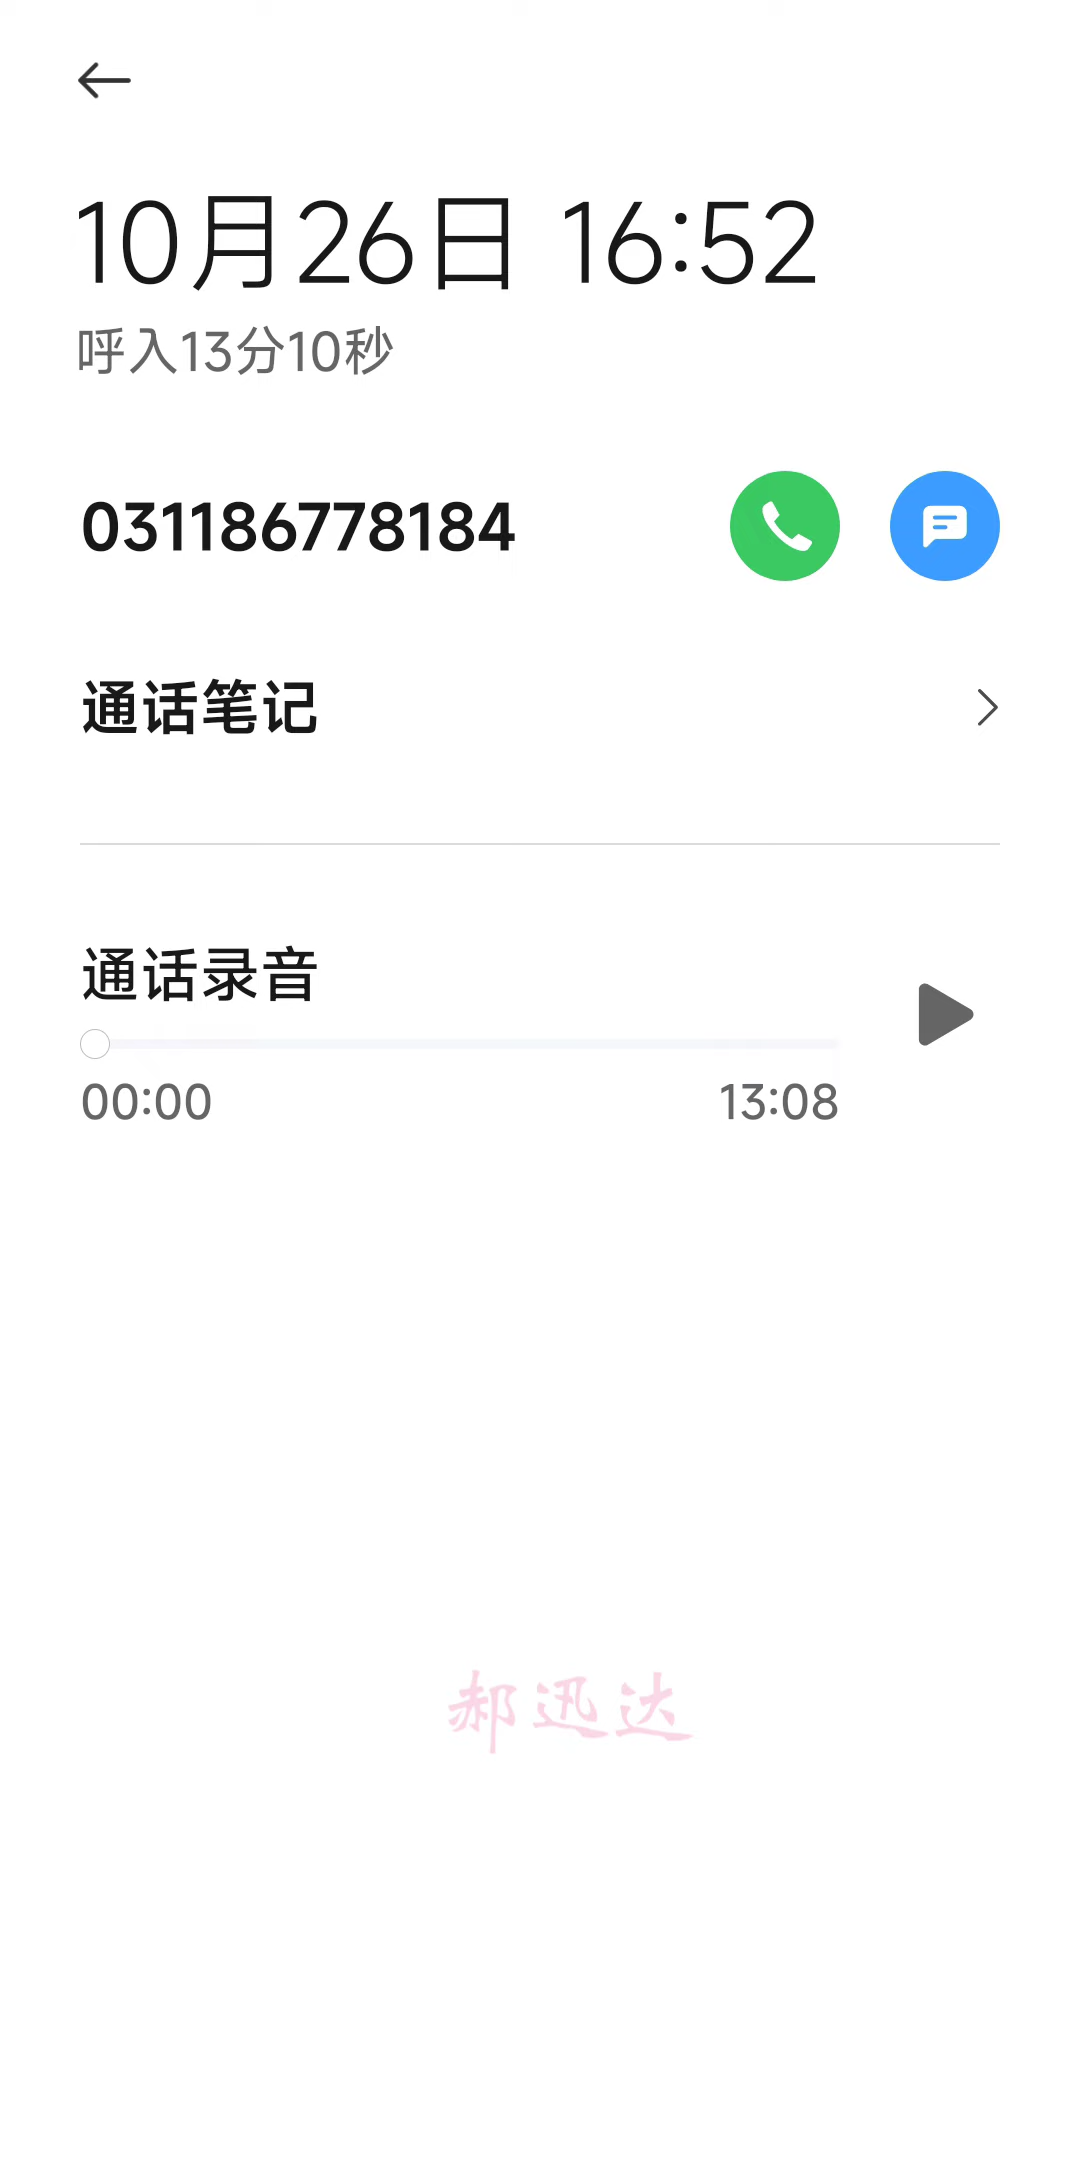 10月26日 16:52
呼入13分10秒
031186778184
通话笔记
通话录音
00:00 13:08
郝迅达